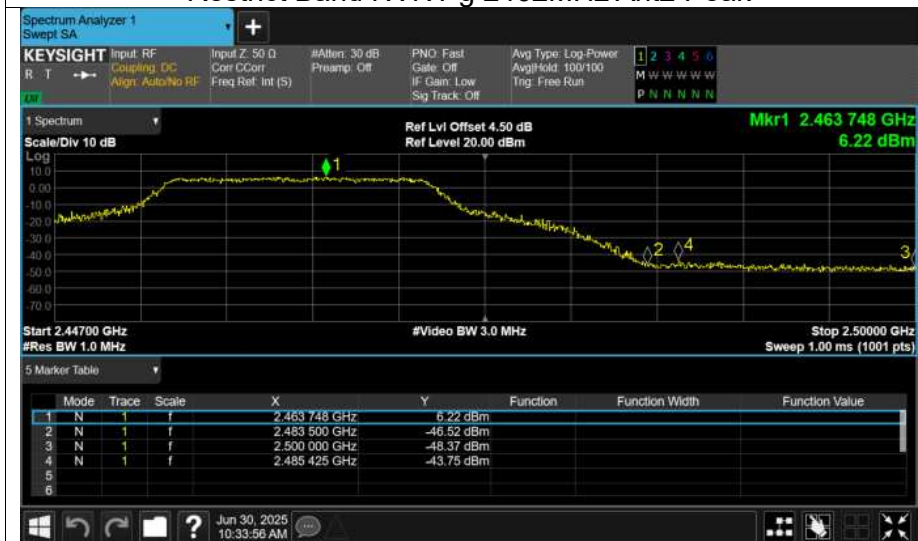 Spectrum Analyzer 1
Swept SA
+
KEYSIGHT Input: RF Input Z: 50 Ω #Atten: 30 dB PNO: Fast Avg Type: Log-Power 1 2 3 4 5 6
R T Coupling: DC Corr CCorr Preamp: Off Gate: Off Avg|Hold: 100/100 M W W W W W
Align: Auto/No RF Freq Ref: Int (S) IF Gain: Low Trig: Free Run P N N N N N
Sig Track: Off
1 Spectrum Ref Lvl Offset 4.50 dB Mkr1 2.463 748 GHz
Scale/Div 10 dB Ref Level 20.00 dBm 6.22 dBm
Log
10.0
0.00
-10.0
-20.0
-30.0
-40.0
-50.0
-60.0
-70.0
1
2
4
3
Start 2.44700 GHz #Video BW 3.0 MHz Stop 2.50000 GHz
#Res BW 1.0 MHz Sweep 1.00 ms (1001 pts)
5 Marker Table
Mode Trace Scale X Y Function Function Width Function Value
1 N 1 f 2.463 748 GHz 6.22 dBm
2 N 1 f 2.483 500 GHz -46.52 dBm
3 N 1 f 2.500 000 GHz -48.37 dBm
4 N 1 f 2.485 425 GHz -43.75 dBm
5
6
? Jun 30, 2025
10:33:56 AM